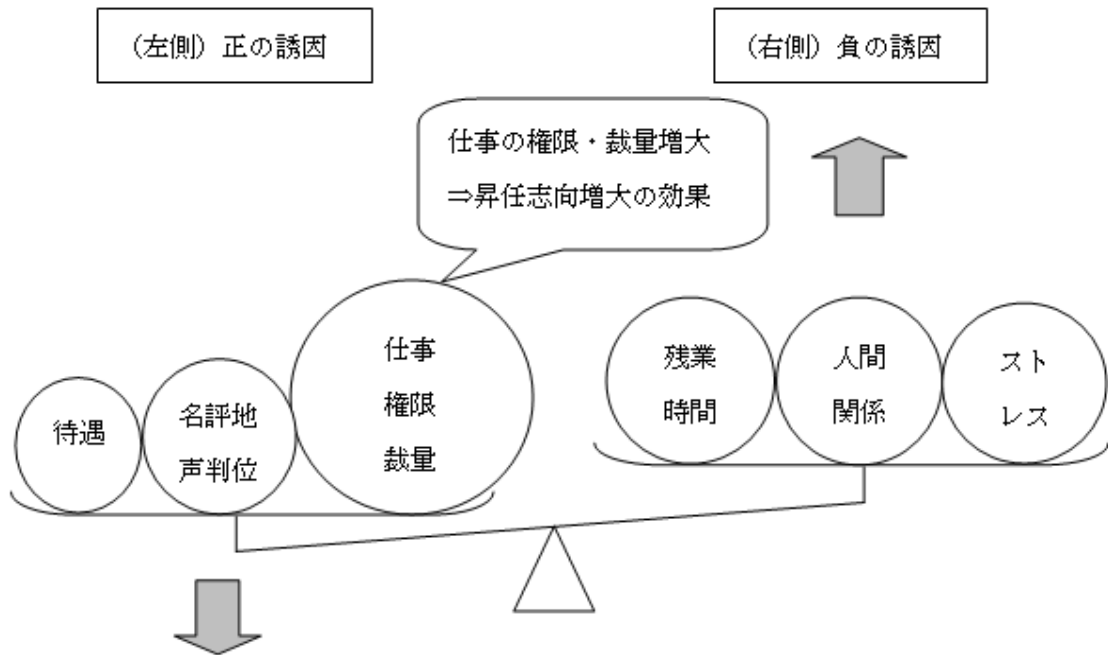 (左側) 正の誘因
(右側) 負の誘因
仕事の権限・裁量増大
⇒昇任志向増大の効果
待遇
名評地
声判位
仕事
権限
裁量
残業
時間
人間
関係
スト
レス